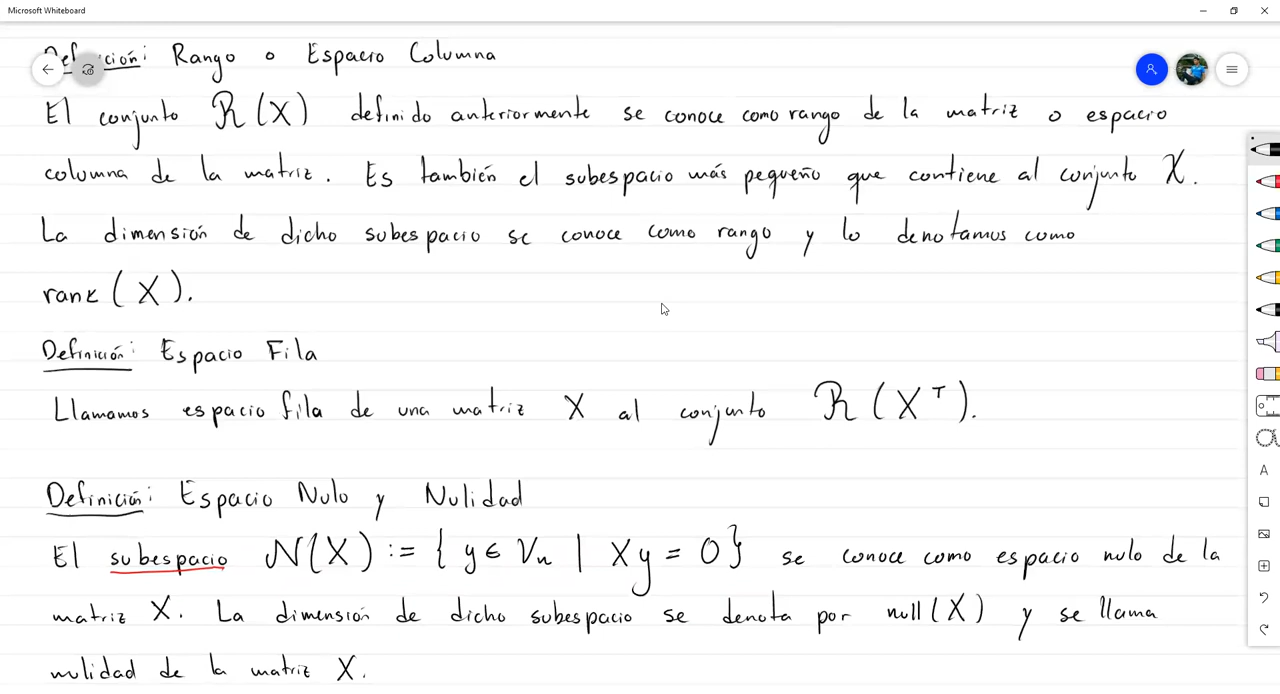 Microsoft Whiteboard
Definición: Rango o Espacio Columna
El conjunto R(X) definido anteriormente se conoce como rango de la matriz o espacio
columna de la matriz. Es también el subespacio más pequeño que contiene al conjunto X.
La dimensión de dicho subespacio se conoce como rango y lo denotamos como
rank(X).
Definición: Espacio Fila
Llamamos espacio fila de una matriz X al conjunto R(Xᵀ).
Definición: Espacio Nulo y Nulidad
El subespacio N(X) := { y ∈ Vₙ | Xy = 0 } se conoce como espacio nulo de la
matriz X. La dimensión de dicho subespacio se denota por null(X) y se llama
nulidad de la matriz X.